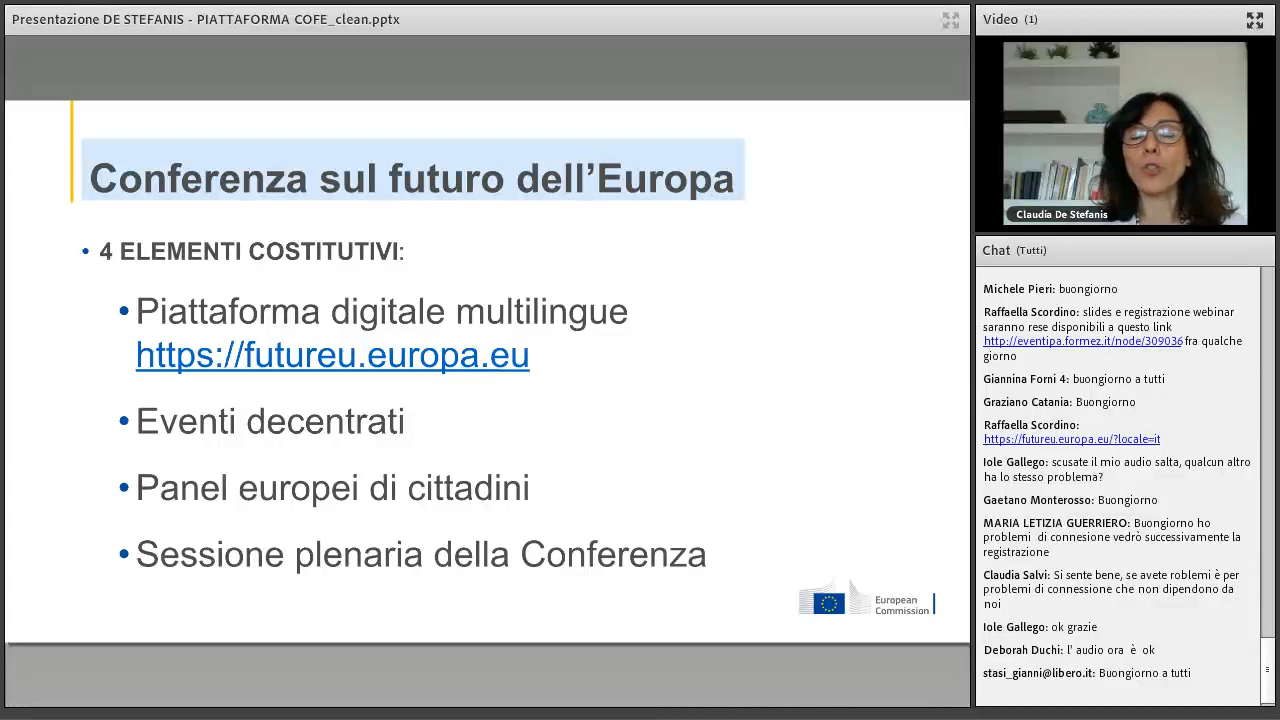 Presentazione DE STEFANIS - PIATTAFORMA COFE_clean.pptx
Conferenza sul futuro dell’Europa
• 4 ELEMENTI COSTITUTIVI:
• Piattaforma digitale multilingue
https://futureu.europa.eu
• Eventi decentrati
• Panel europei di cittadini
• Sessione plenaria della Conferenza
European
Commission
Video (1)
Claudia De Stefanis
Chat (Tutti)
Michele Pieri: buongiorno
Raffaella Scordino: slides e registrazione webinar
saranno rese disponibili a questo link
http://eventipa.formez.it/node/309036 fra qualche
giorno
Giannina Forni 4: buongiorno a tutti
Graziano Catania: Buongiorno
Raffaella Scordino:
https://futureu.europa.eu/?locale=it
Iole Gallego: scusate il mio audio salta, qualcun altro
ha lo stesso problema?
Gaetano Monterosso: Buongiorno
MARIA LETIZIA GUERRIERO: Buongiorno ho
problemi di connesione vedrò successivamente la
registrazione
Claudia Salvi: Si sente bene, se avete roblemi è per
problemi di connessione che non dipendono da
noi
Iole Gallego: ok grazie
Deborah Duchi: l' audio ora è ok
stasi_gianni@libero.it: Buongiorno a tutti